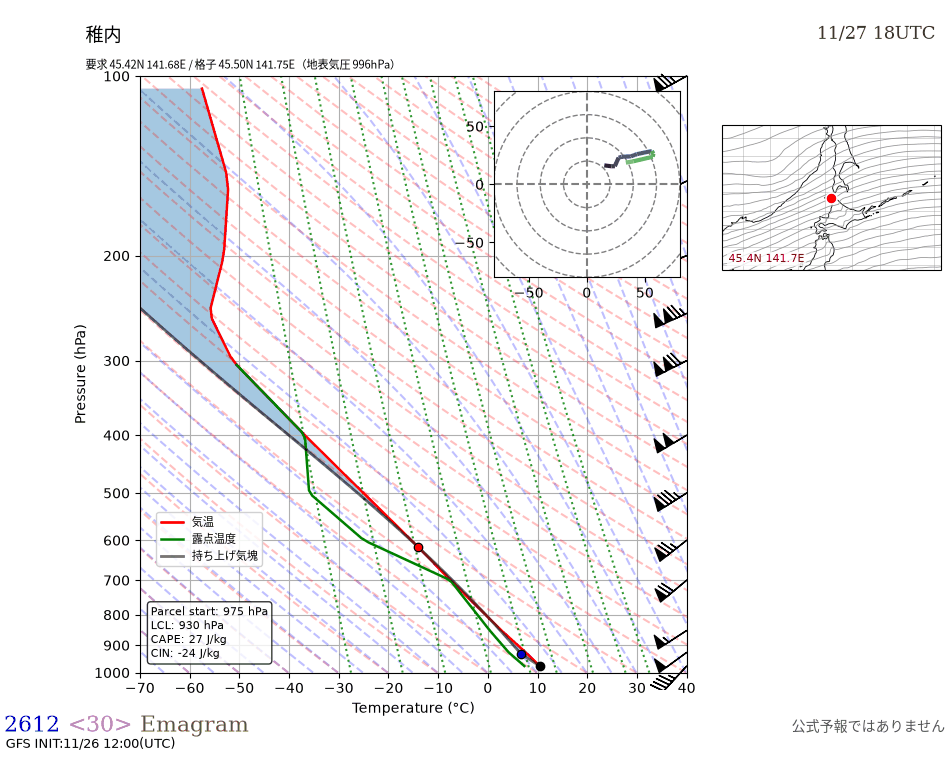 稚内
11/27 18UTC
要求 45.42N 141.68E / 格子 45.50N 141.75E（地表気圧 996hPa）
100
200
300
400
500
600
700
800
900
1000
Pressure (hPa)
−70 −60 −50 −40 −30 −20 −10 0 10 20 30 40
Temperature (°C)
50
0
−50
−50 0 50
45.4N 141.7E
気温
露点温度
持ち上げ気塊
Parcel start: 975 hPa
LCL: 930 hPa
CAPE: 27 J/kg
CIN: -24 J/kg
2612 <30> Emagram
GFS INIT:11/26 12:00(UTC)
公式予報ではありません